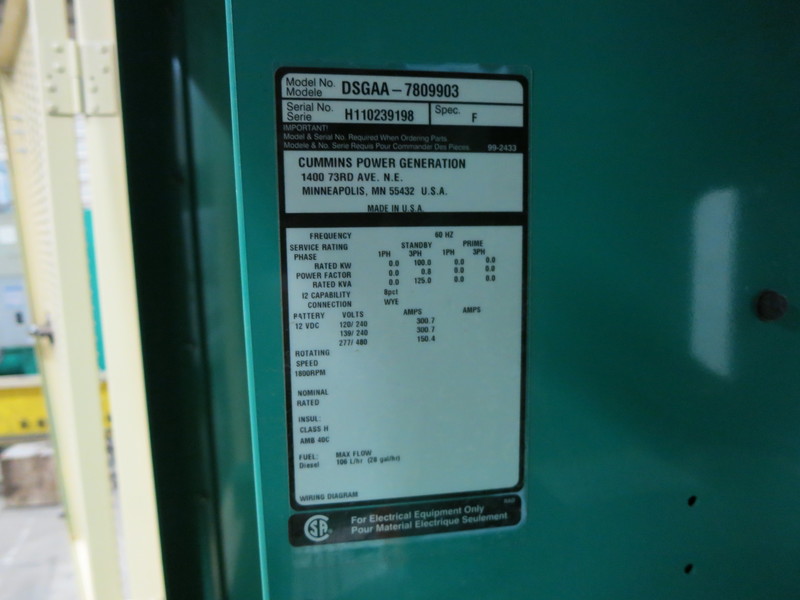 Model No. DSGAA-7809903
Modele
Serial No. H110239198 Spec. F
Serie
IMPORTANT!
Model & Serial No. Required When Ordering Parts
Modele & No. Serie Requis Pour Commander Des Pieces 99-2433
CUMMINS POWER GENERATION
1400 73RD AVE. N.E.
MINNEAPOLIS, MN 55432 U.S.A.
MADE IN U.S.A.
FREQUENCY 60 HZ
SERVICE RATING STANDBY PRIME
PHASE 1PH 3PH 1PH 3PH
RATED KW 0.0 100.0 0.0 0.0
POWER FACTOR 0.0 0.8 0.0 0.0
RATED KVA 0.0 125.0 0.0 0.0
I2 CAPABILITY 8pct
CONNECTION WYE
BATTERY VOLTS AMPS AMPS
12 VDC 120/ 240 300.7
139/ 240 300.7
277/ 480 150.4
ROTATING
SPEED
1800RPM
NOMINAL
RATED
INSUL:
CLASS H
AMB 40C
FUEL: MAX FLOW
Diesel 106 L/hr (28 gal/hr)
WIRING DIAGRAM
CSA
For Electrical Equipment Only
Pour Material Electrique Seulement